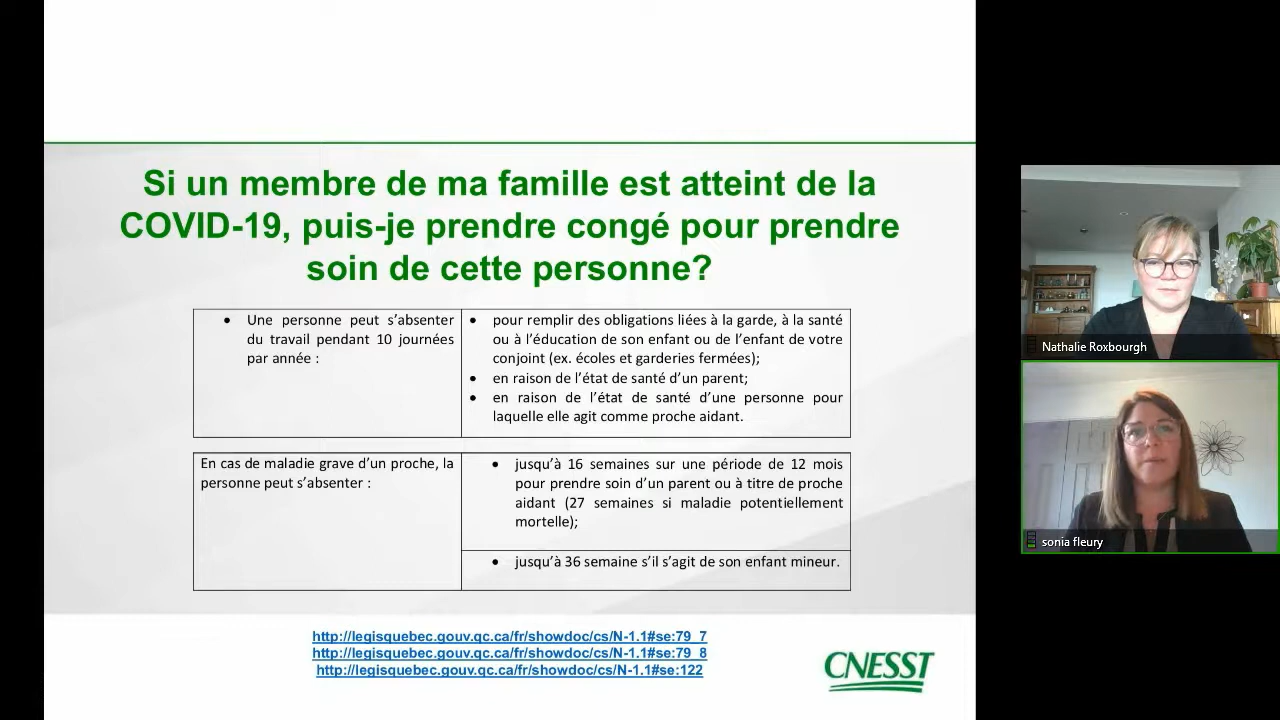 Si un membre de ma famille est atteint de la
COVID-19, puis-je prendre congé pour prendre
soin de cette personne?
• Une personne peut s'absenter
du travail pendant 10 journées
par année :
• pour remplir des obligations liées à la garde, à la santé
ou à l'éducation de son enfant ou de l'enfant de votre
conjoint (ex. écoles et garderies fermées);
• en raison de l'état de santé d'un parent;
• en raison de l'état de santé d'une personne pour
laquelle elle agit comme proche aidant.
En cas de maladie grave d'un proche, la
personne peut s'absenter :
• jusqu'à 16 semaines sur une période de 12 mois
pour prendre soin d'un parent ou à titre de proche
aidant (27 semaines si maladie potentiellement
mortelle);
• jusqu'à 36 semaine s'il s'agit de son enfant mineur.
http://legisquebec.gouv.qc.ca/fr/showdoc/cs/N-1.1#se:79_7
http://legisquebec.gouv.qc.ca/fr/showdoc/cs/N-1.1#se:79_8
http://legisquebec.gouv.qc.ca/fr/showdoc/cs/N-1.1#se:122
CNESST
Nathalie Roxbourgh
sonia fleury